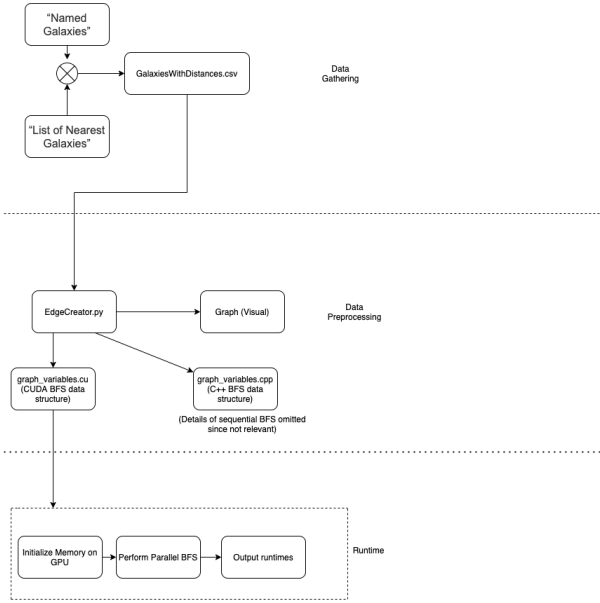 “Named
Galaxies”
GalaxiesWithDistances.csv
Data
Gathering
“List of Nearest
Galaxies”
EdgeCreator.py
Graph (Visual)
Data
Preprocessing
graph_variables.cu
(CUDA BFS data
structure)
graph_variables.cpp
(C++ BFS data
structure)
(Details of sequential BFS omitted
since not relevant)
Initialize Memory on
GPU
Perform Parallel BFS
Output runtimes
Runtime